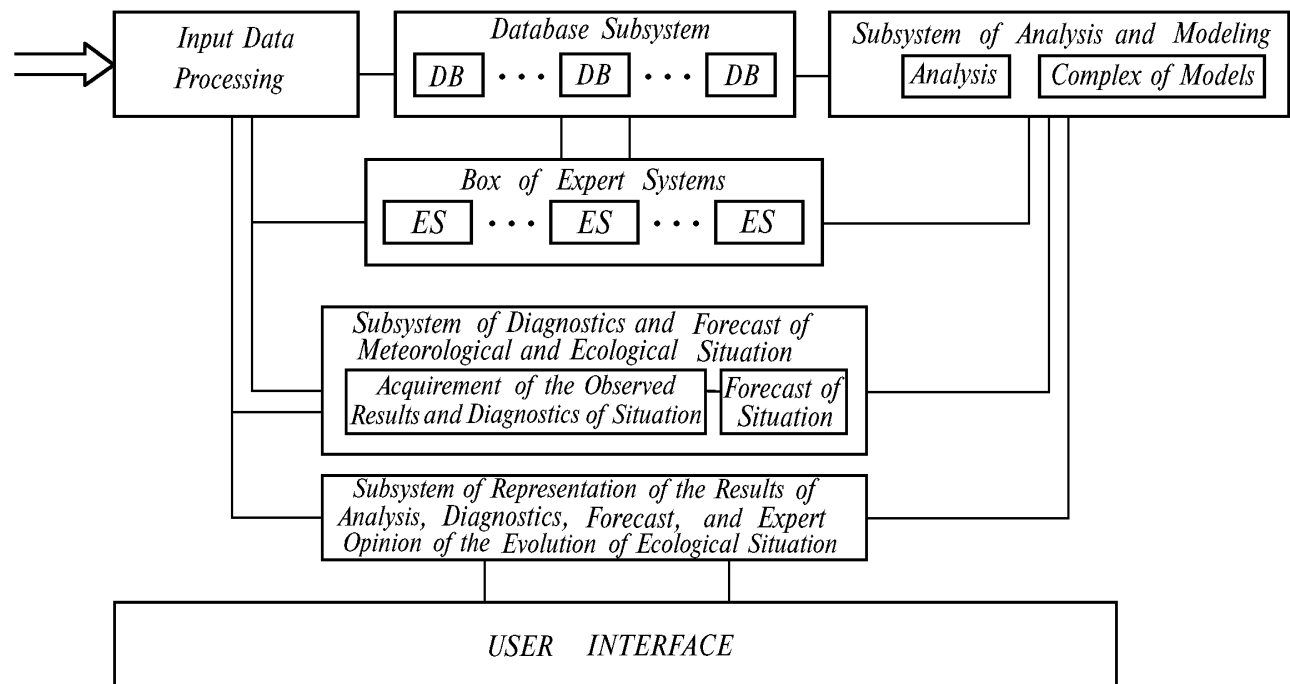 Input Data
Processing
Database Subsystem
DB ··· DB ··· DB
Subsystem of Analysis and Modeling
Analysis
Complex of Models
Box of Expert Systems
ES ··· ES ··· ES
Subsystem of Diagnostics and Forecast of
Meteorological and Ecological Situation
Acquirement of the Observed
Results and Diagnostics of Situation
Forecast of
Situation
Subsystem of Representation of the Results of
Analysis, Diagnostics, Forecast, and Expert
Opinion of the Evolution of Ecological Situation
USER INTERFACE